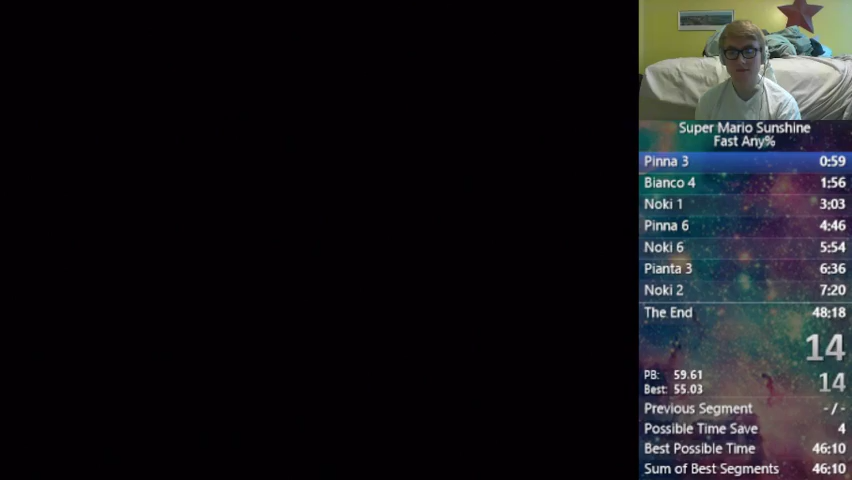 Super Mario Sunshine
Fast Any%
Pinna 3 0:59
Bianco 4 1:56
Noki 1 3:03
Pinna 6 4:46
Noki 6 5:54
Pianta 3 6:36
Noki 2 7:20
The End 48:18
14
PB: 59.61
Best: 55.03 14
Previous Segment - / -
Possible Time Save 4
Best Possible Time 46:10
Sum of Best Segments 46:10